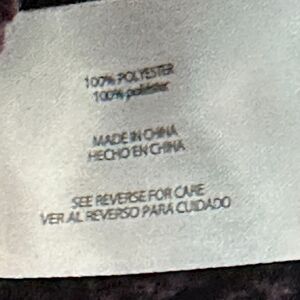 100% POLYESTER
100% poliéster
MADE IN CHINA
HECHO EN CHINA
SEE REVERSE FOR CARE
VER AL REVERSO PARA CUIDADO